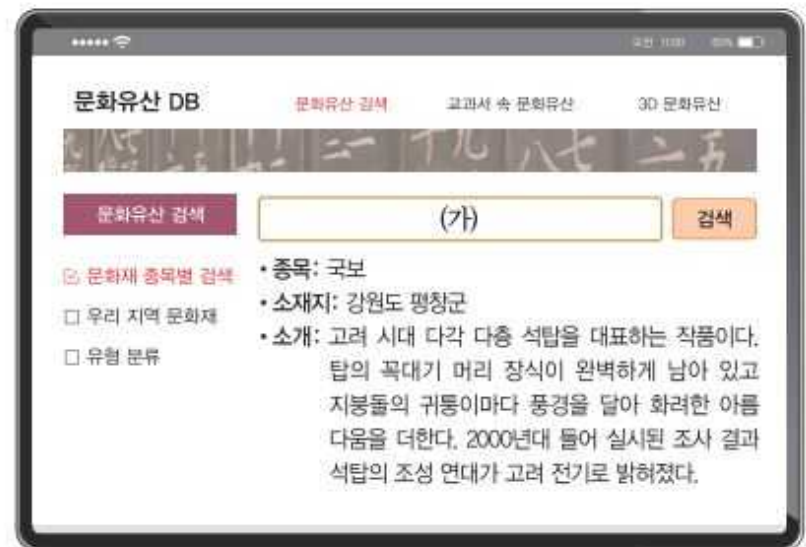 문화유산 DB
문화유산 검색
교과서 속 문화유산
3D 문화유산
문화유산 검색
(가)
검색
문화재 종목별 검색
우리 지역 문화재
유형 분류
• 종목: 국보
• 소재지: 강원도 평창군
• 소개: 고려 시대 다각 다층 석탑을 대표하는 작품이다.
탑의 꼭대기 머리 장식이 완벽하게 남아 있고
지붕돌의 귀퉁이마다 풍경을 달아 화려한 아름
다움을 더한다. 2000년대 들어 실시된 조사 결과
석탑의 조성 연대가 고려 전기로 밝혀졌다.